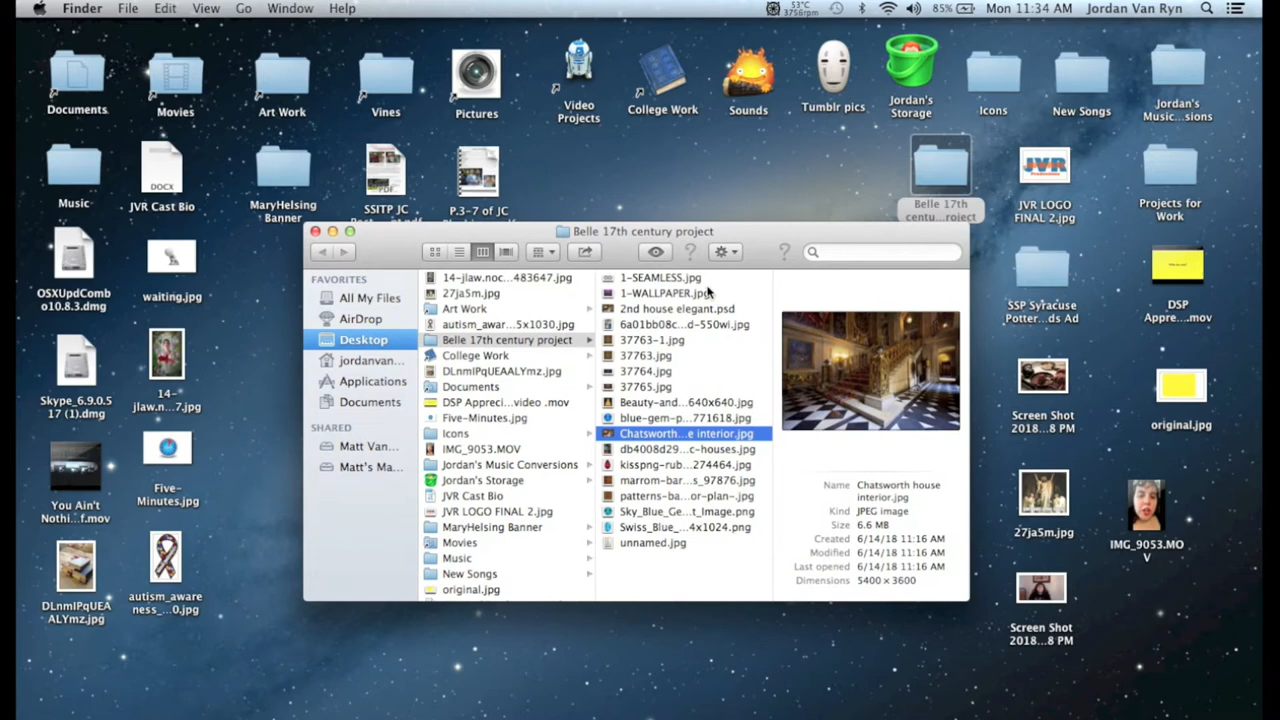 Finder File Edit View Go Window Help 53°C 3756rpm 85% Mon 11:34 AM Jordan Van Ryn
Documents Movies Art Work Vines Pictures Video Projects College Work Sounds Tumblr pics Jordan's Storage Icons New Songs Jordan's Music...sions
Music JVR Cast Bio MaryHelsing Banner
DOCX
PDF
P.3-7 of JC
Belle 17th centu...roject
JVR LOGO FINAL 2.jpg
Projects for Work
OSXUpdCombo10.8.3.dmg
waiting.jpg
SSP Syracuse Potter...ds Ad
DSP Appre...mov
Skype_6.9.0.517 (1).dmg
14-jlaw.n...7.jpg
Screen Shot 2018...8 PM
original.jpg
You Ain't Nothi...f.mov
Five-Minutes.jpg
27ja5m.jpg
IMG_9053.MOV
DLnmIPqUEAALYmz.jpg
autism_awareness_...0.jpg
Screen Shot 2018...8 PM
Belle 17th century project
FAVORITES
All My Files
AirDrop
Desktop
jordanvan...
Applications
Documents
SHARED
Matt Van...
Matt's Ma...
14-jlaw.noc...483647.jpg
27ja5m.jpg
Art Work
autism_awar...5x1030.jpg
Belle 17th century project
College Work
DLnmIPqUEAALYmz.jpg
Documents
DSP Appreci...video .mov
Five-Minutes.jpg
Icons
IMG_9053.MOV
Jordan's Music Conversions
Jordan's Storage
JVR Cast Bio
JVR LOGO FINAL 2.jpg
MaryHelsing Banner
Movies
Music
New Songs
original.jpg
1-SEAMLESS.jpg
1-WALLPAPER.jpg
2nd house elegant.psd
6a01bb08c...d-550wi.jpg
37763-1.jpg
37763.jpg
37764.jpg
37765.jpg
Beauty-and...640x640.jpg
blue-gem-p...771618.jpg
Chatsworth...e interior.jpg
db4008d29...c-houses.jpg
kisspng-rub...274464.jpg
marrom-bar...s_97876.jpg
patterns-ba...or-plan-.jpg
Sky_Blue_Ge...t_Image.png
Swiss_Blue_...4x1024.png
unnamed.jpg
Name Chatsworth house interior.jpg
Kind JPEG image
Size 6.6 MB
Created 6/14/18 11:16 AM
Modified 6/14/18 11:16 AM
Last opened 6/14/18 11:16 AM
Dimensions 5400 × 3600